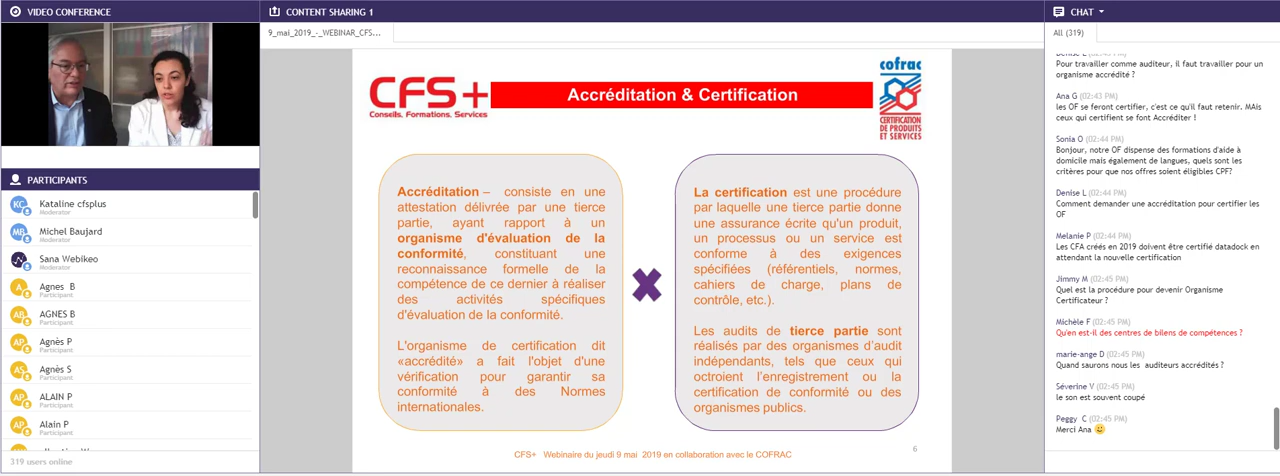 VIDEO CONFERENCE
PARTICIPANTS
Kataline cfsplus
Moderator
Michel Baujard
Moderator
Sana Webikeo
Moderator
Agnes B
Participant
AGNES B
Participant
Agnès P
Participant
Agnès S
Participant
ALAIN P
Participant
Alain P
Participant
319 users online
CONTENT SHARING 1
9_mai_2019_-_WEBINAR_CFS...
CFS+
Conseils, Formations, Services
Accréditation & Certification
cofrac
CERTIFICATION
DE PRODUITS
ET SERVICES
Accréditation – consiste en une
attestation délivrée par une tierce
partie, ayant rapport à un
organisme d'évaluation de la
conformité, constituant une
reconnaissance formelle de la
compétence de ce dernier à réaliser
des activités spécifiques
d'évaluation de la conformité.
L'organisme de certification dit
«accrédité» a fait l'objet d'une
vérification pour garantir sa
conformité à des Normes
internationales.
La certification est une procédure
par laquelle une tierce partie donne
une assurance écrite qu'un produit,
un processus ou un service est
conforme à des exigences
spécifiées (référentiels, normes,
cahiers de charge, plans de
contrôle, etc.).
Les audits de tierce partie sont
réalisés par des organismes d'audit
indépendants, tels que ceux qui
octroient l'enregistrement ou la
certification de conformité ou des
organismes publics.
CFS+ Webinaire du jeudi 9 mai 2019 en collaboration avec le COFRAC
6
CHAT
All (319)
Pour travailler comme auditeur, il faut travailler pour un
organisme accrédité ?
Ana G (02:43 PM)
les OF se feront certifier, c'est ce qu'il faut retenir. MAis
ceux qui certifient se font Accréditer !
Sonia O (02:44 PM)
Bonjour, notre OF dispense des formations d'aide à
domicile mais également de langues, quels sont les
critères pour que nos offres soient éligibles CPF?
Denise L (02:44 PM)
Comment demander une accréditation pour certifier les
OF
Melanie P (02:44 PM)
Les CFA créés en 2019 doivent être certifié datadock en
attendant la nouvelle certification
Jimmy M (02:45 PM)
Quel est la procédure pour devenir Organisme
Certificateur ?
Michèle F (02:45 PM)
Qu'en est-il des centres de bilans de compétences ?
marie-ange D (02:45 PM)
Quand saurons nous les auditeurs accrédités ?
Séverine V (02:45 PM)
le son est souvent coupé
Peggy C (02:45 PM)
Merci Ana